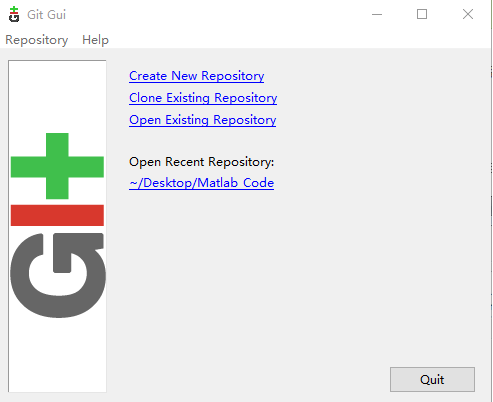 Git Gui
Repository Help
Create New Repository
Clone Existing Repository
Open Existing Repository
Open Recent Repository:
~/Desktop/Matlab Code
Git
Quit